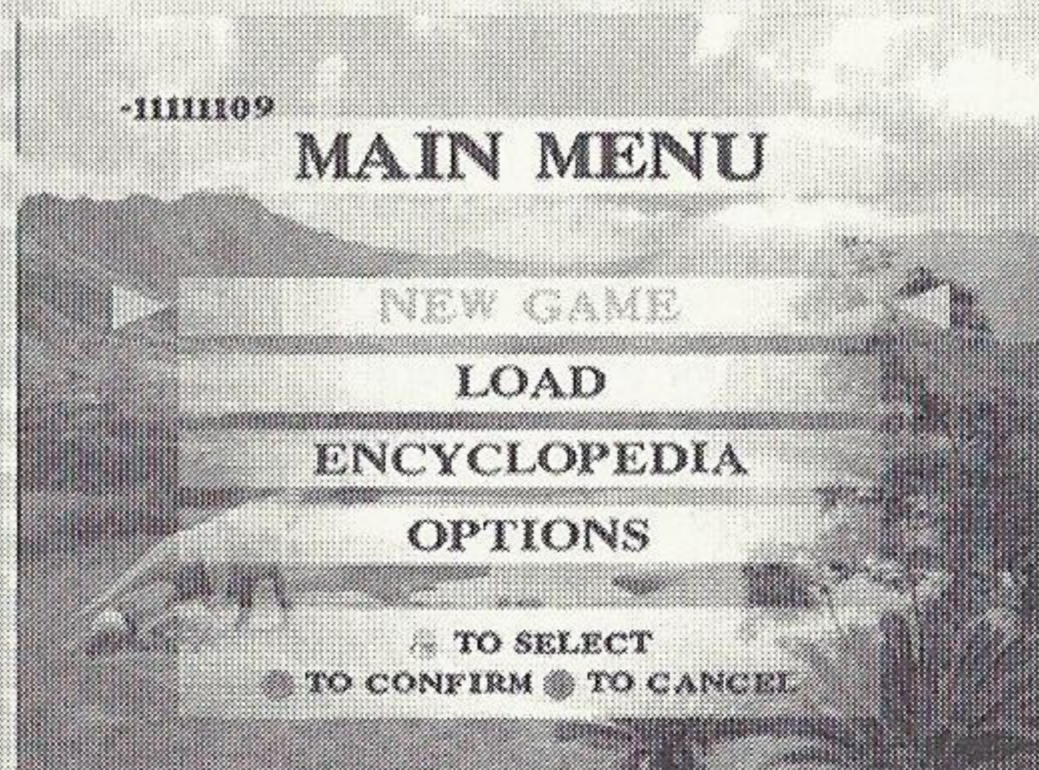 -11111109
MAIN MENU
NEW GAME
LOAD
ENCYCLOPEDIA
OPTIONS
TO SELECT
TO CONFIRM TO CANCEL